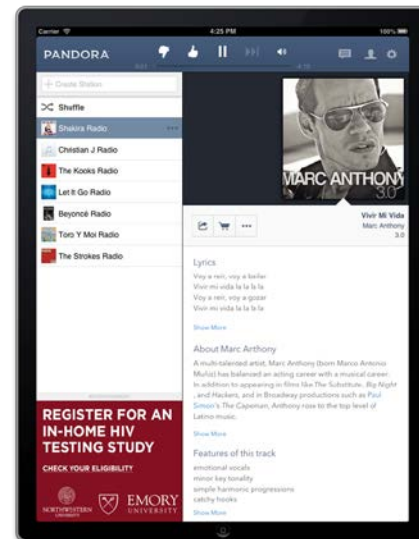 Carrier
4:25 PM
100%
PANDORA
0:01
-4:10
+ Create Station
Shuffle
Shakira Radio
Christian J Radio
The Kooks Radio
Let It Go Radio
Beyoncé Radio
Toro Y Moi Radio
The Strokes Radio
REGISTER FOR AN
IN-HOME HIV
TESTING STUDY
CHECK YOUR ELIGIBILITY
NORTHWESTERN
UNIVERSITY
EMORY
UNIVERSITY
MARC ANTHONY
3.0
Vivir Mi Vida
Marc Anthony
3.0
Lyrics
Voy a reír, voy a bailar
Vivir mi vida la la la la
Voy a reír, voy a gozar
Vivir mi vida la la la la
Show More
About Marc Anthony
A multi-talented artist, Marc Anthony (born Marco Antonio
Muñiz) has balanced an acting career with a musical career.
In addition to appearing in films like The Substitute, Big Night
, and Hackers, and in Broadway productions such as Paul
Simon's The Capeman, Anthony rose to the top level of
Latino music.
Show More
Features of this track
emotional vocals
minor key tonality
simple harmonic progressions
catchy hooks
Show More